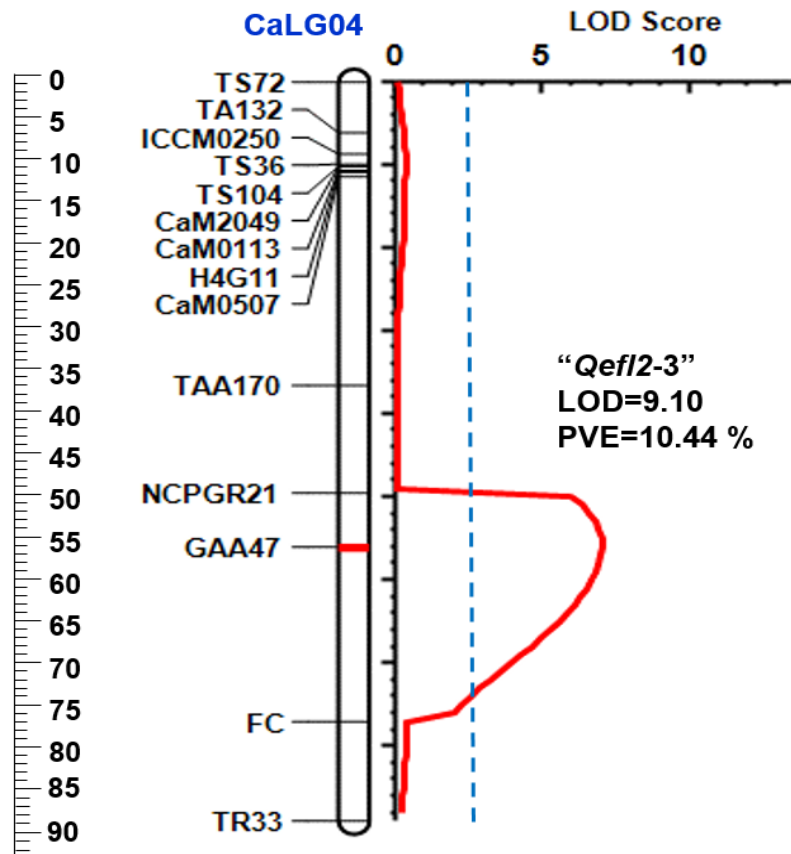 CaLG04
LOD Score
0 5 10
0
5
10
15
20
25
30
35
40
45
50
55
60
65
70
75
80
85
90
TS72
TA132
ICCM0250
TS36
TS104
CaM2049
CaM0113
H4G11
CaM0507
TAA170
NCPGR21
GAA47
FC
TR33
“Qefl2-3”
LOD=9.10
PVE=10.44 %